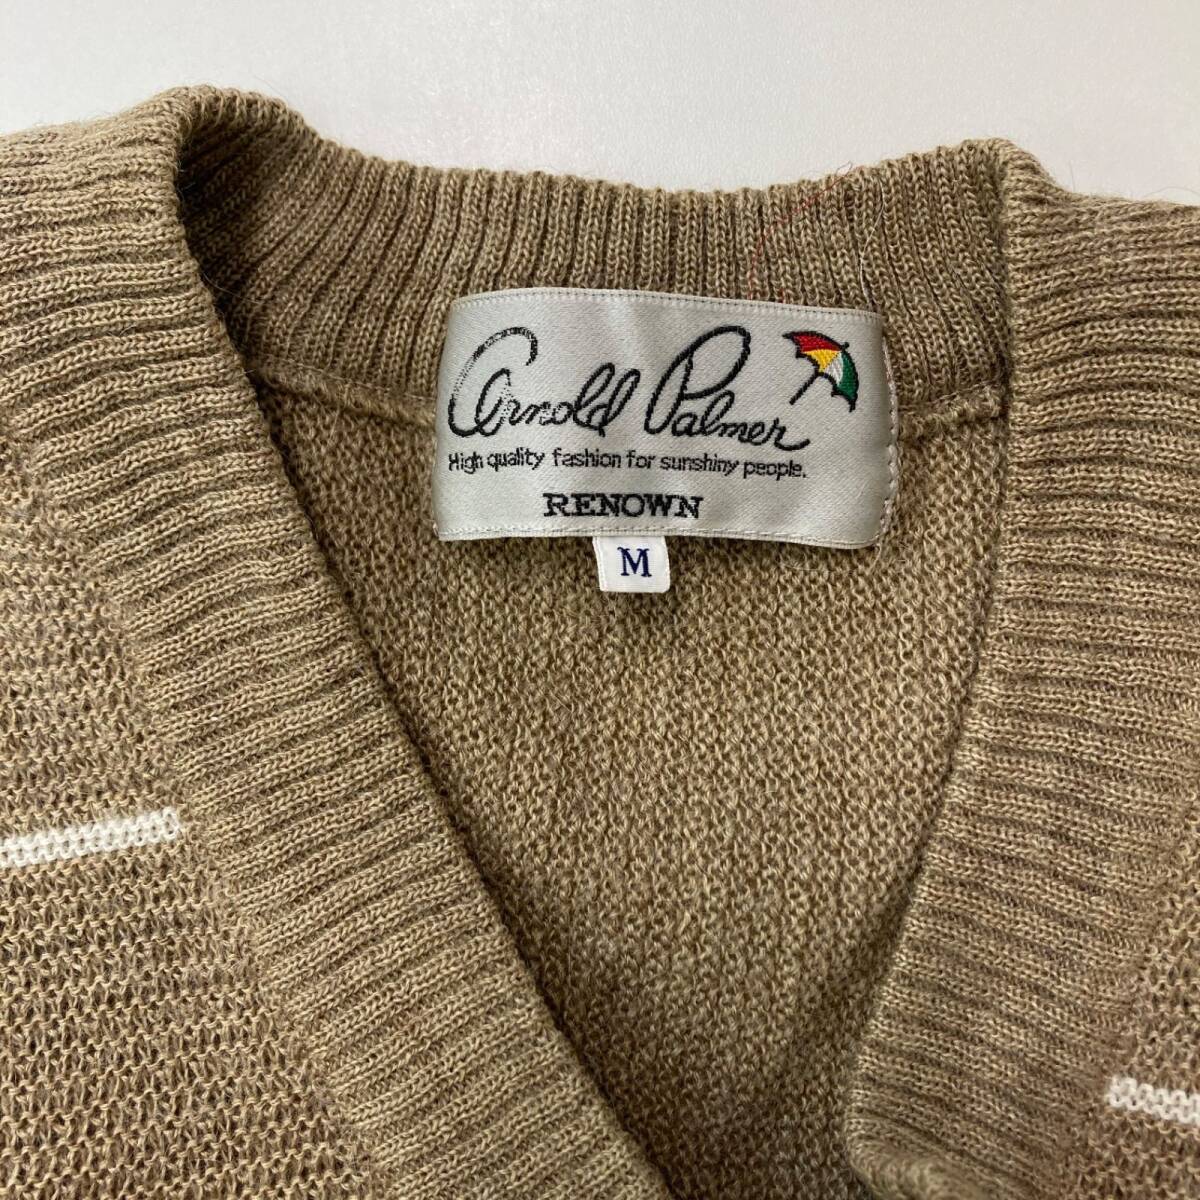 Arnold Palmer
High quality fashion for sunshiny people.
RENOWN
M